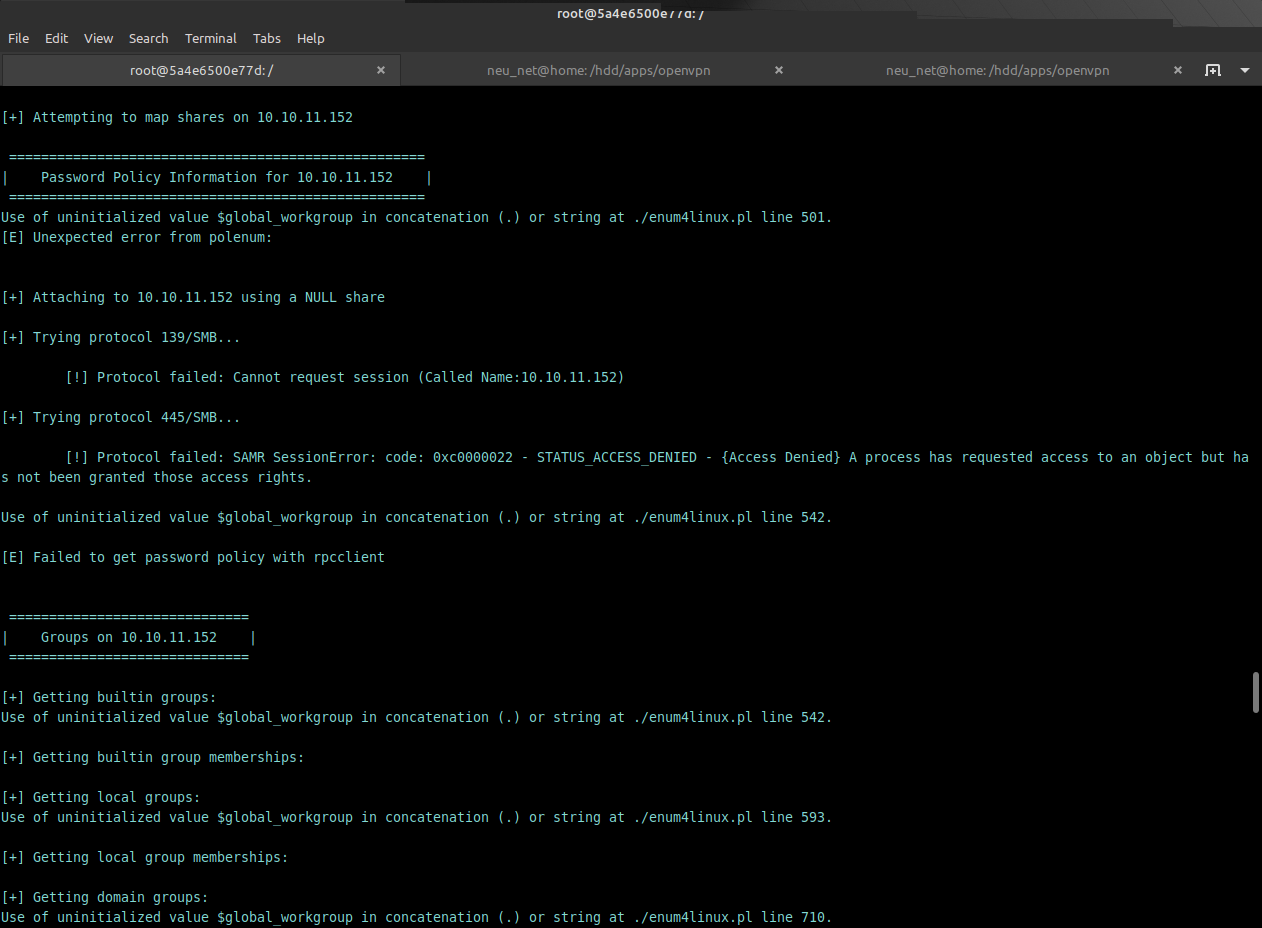 root@5a4e6500e77d: /
File Edit View Search Terminal Tabs Help
root@5a4e6500e77d: / × neu_net@home: /hdd/apps/openvpn × neu_net@home: /hdd/apps/openvpn ×
[+] Attempting to map shares on 10.10.11.152
====================================================
|    Password Policy Information for 10.10.11.152    |
====================================================
Use of uninitialized value $global_workgroup in concatenation (.) or string at ./enum4linux.pl line 501.
[E] Unexpected error from polenum:
[+] Attaching to 10.10.11.152 using a NULL share
[+] Trying protocol 139/SMB...
[!] Protocol failed: Cannot request session (Called Name:10.10.11.152)
[+] Trying protocol 445/SMB...
[!] Protocol failed: SAMR SessionError: code: 0xc0000022 - STATUS_ACCESS_DENIED - {Access Denied} A process has requested access to an object but ha
s not been granted those access rights.
Use of uninitialized value $global_workgroup in concatenation (.) or string at ./enum4linux.pl line 542.
[E] Failed to get password policy with rpcclient
==============================
|    Groups on 10.10.11.152    |
==============================
[+] Getting builtin groups:
Use of uninitialized value $global_workgroup in concatenation (.) or string at ./enum4linux.pl line 542.
[+] Getting builtin group memberships:
[+] Getting local groups:
Use of uninitialized value $global_workgroup in concatenation (.) or string at ./enum4linux.pl line 593.
[+] Getting local group memberships:
[+] Getting domain groups:
Use of uninitialized value $global_workgroup in concatenation (.) or string at ./enum4linux.pl line 710.